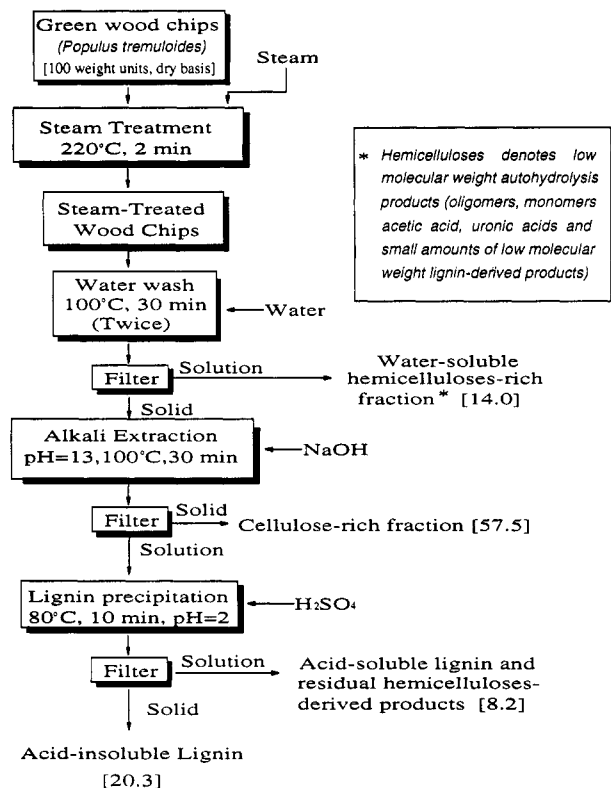 Green wood chips
(Populus tremuloides)
[100 weight units, dry basis]
Steam
Steam Treatment
220°C, 2 min
Steam-Treated
Wood Chips
* Hemicelluloses denotes low
molecular weight autohydrolysis
products (oligomers, monomers
acetic acid, uronic acids and
small amounts of low molecular
weight lignin-derived products)
Water wash
100°C, 30 min
(Twice)
Water
Filter
Solution
Water-soluble
hemicelluloses-rich
fraction* [14.0]
Solid
Alkali Extraction
pH=13,100°C,30 min
NaOH
Filter
Solid
Cellulose-rich fraction [57.5]
Solution
Lignin precipitation
80°C, 10 min, pH=2
H₂SO₄
Filter
Solution
Acid-soluble lignin and
residual hemicelluloses-
derived products [8.2]
Solid
Acid-insoluble Lignin
[20.3]